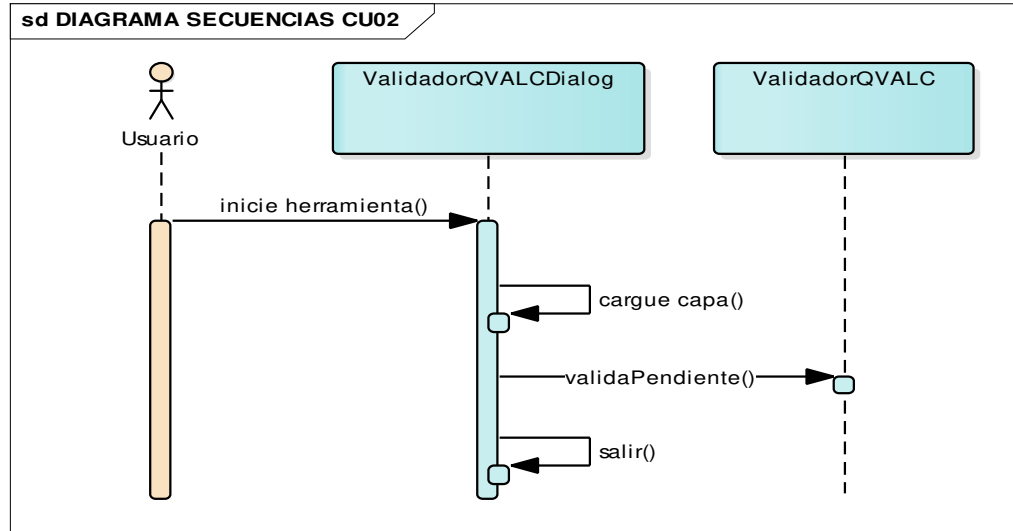 sd DIAGRAMA SECUENCIAS CU02
ValidadorQVALCDialog
ValidadorQVALC
Usuario
inicie herramienta()
cargue capa()
validaPendiente()
salir()